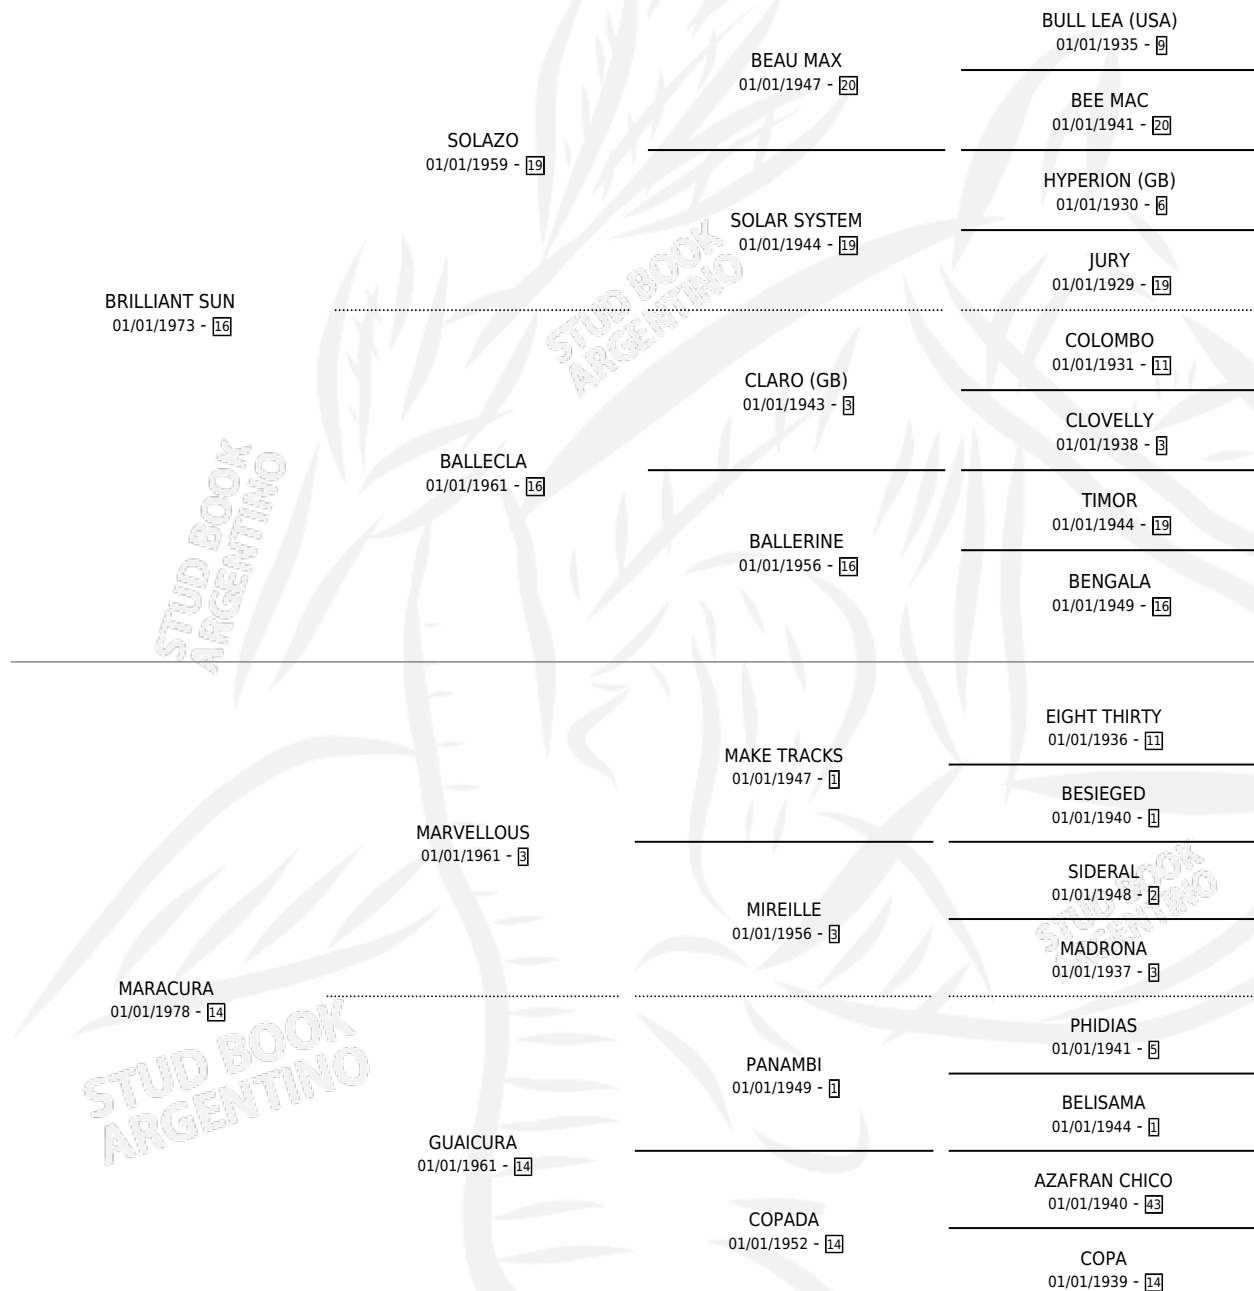 BULL LEA (USA)
01/01/1935 - 9
BEAU MAX
01/01/1947 - 20
BEE MAC
01/01/1941 - 20
SOLAZO
01/01/1959 - 19
HYPERION (GB)
01/01/1930 - 6
SOLAR SYSTEM
01/01/1944 - 19
JURY
01/01/1929 - 19
BRILLIANT SUN
01/01/1973 - 16
COLOMBO
01/01/1931 - 11
CLARO (GB)
01/01/1943 - 3
CLOVELLY
01/01/1938 - 3
BALLECLA
01/01/1961 - 16
TIMOR
01/01/1944 - 19
BALLERINE
01/01/1956 - 16
BENGALA
01/01/1949 - 16
EIGHT THIRTY
01/01/1936 - 11
MAKE TRACKS
01/01/1947 - 1
BESIEGED
01/01/1940 - 1
MARVELLOUS
01/01/1961 - 3
SIDERAL
01/01/1948 - 2
MIREILLE
01/01/1956 - 3
MADRONA
01/01/1937 - 3
MARACURA
01/01/1978 - 14
PHIDIAS
01/01/1941 - 5
PANAMBI
01/01/1949 - 1
BELISAMA
01/01/1944 - 1
GUAICURA
01/01/1961 - 14
AZAFRAN CHICO
01/01/1940 - 43
COPADA
01/01/1952 - 14
COPA
01/01/1939 - 14
STUD BOOK
ARGENTINO
STUD BOOK
ARGENTINO
STUD BOOK
ARGENTINO
STUD BOOK
ARGENTINO